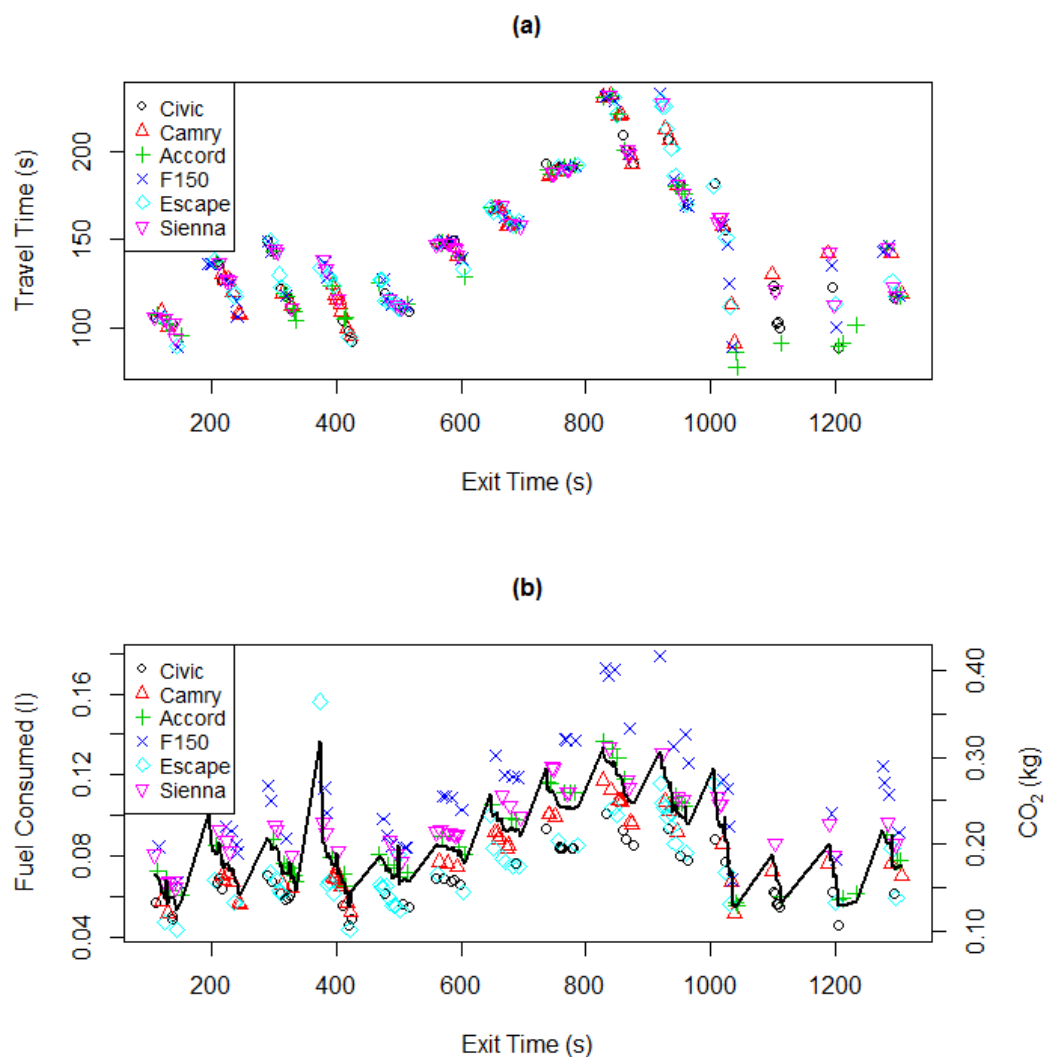 (a)
Travel Time (s)
200
150
100
Civic
Camry
Accord
F150
Escape
Sienna
200 400 600 800 1000 1200
Exit Time (s)
(b)
Fuel Consumed (l)
0.16
0.12
0.08
0.04
Civic
Camry
Accord
F150
Escape
Sienna
0.40
0.30
0.20
0.10
CO₂ (kg)
200 400 600 800 1000 1200
Exit Time (s)